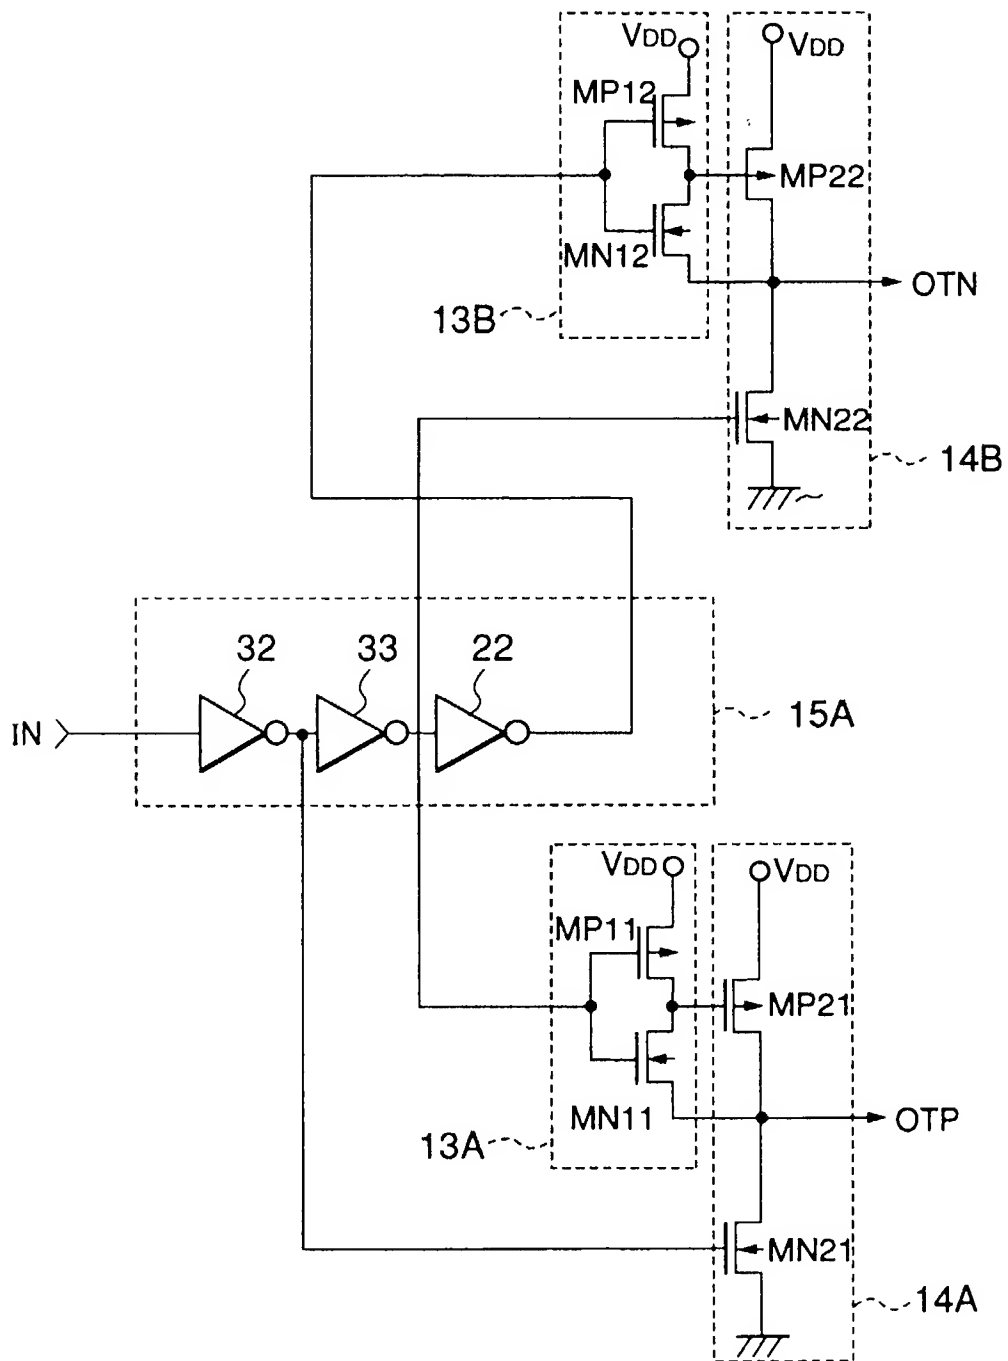 VDD
VDD
MP12
MP22
MN12
OTN
13B
MN22
14B
32
33
22
IN
15A
VDD
VDD
MP11
MP21
MN11
OTP
13A
MN21
14A